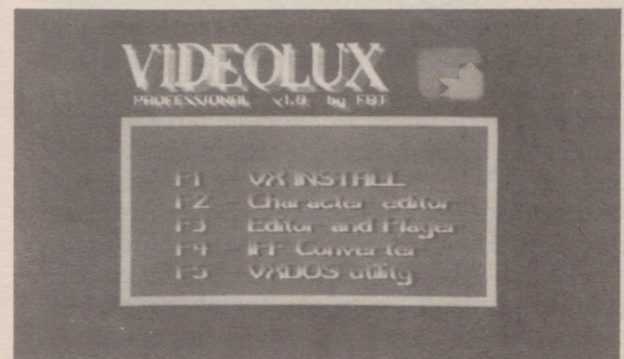 VIDEOLUX
PROFESSIONAL v1.0 by FBI
F1 VX INSTALL
F2 Character editor
F3 Editor and Player
F4 IFF Converter
F5 VXDOS utility